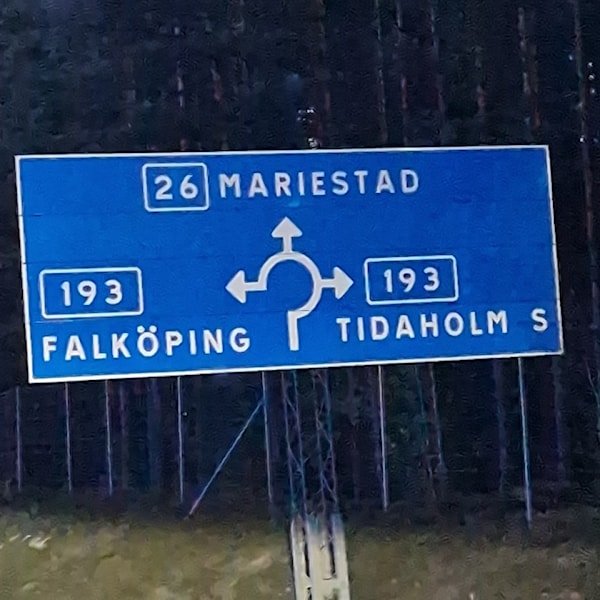 26 MARIESTAD
193
FALKÖPING
193
TIDAHOLM S